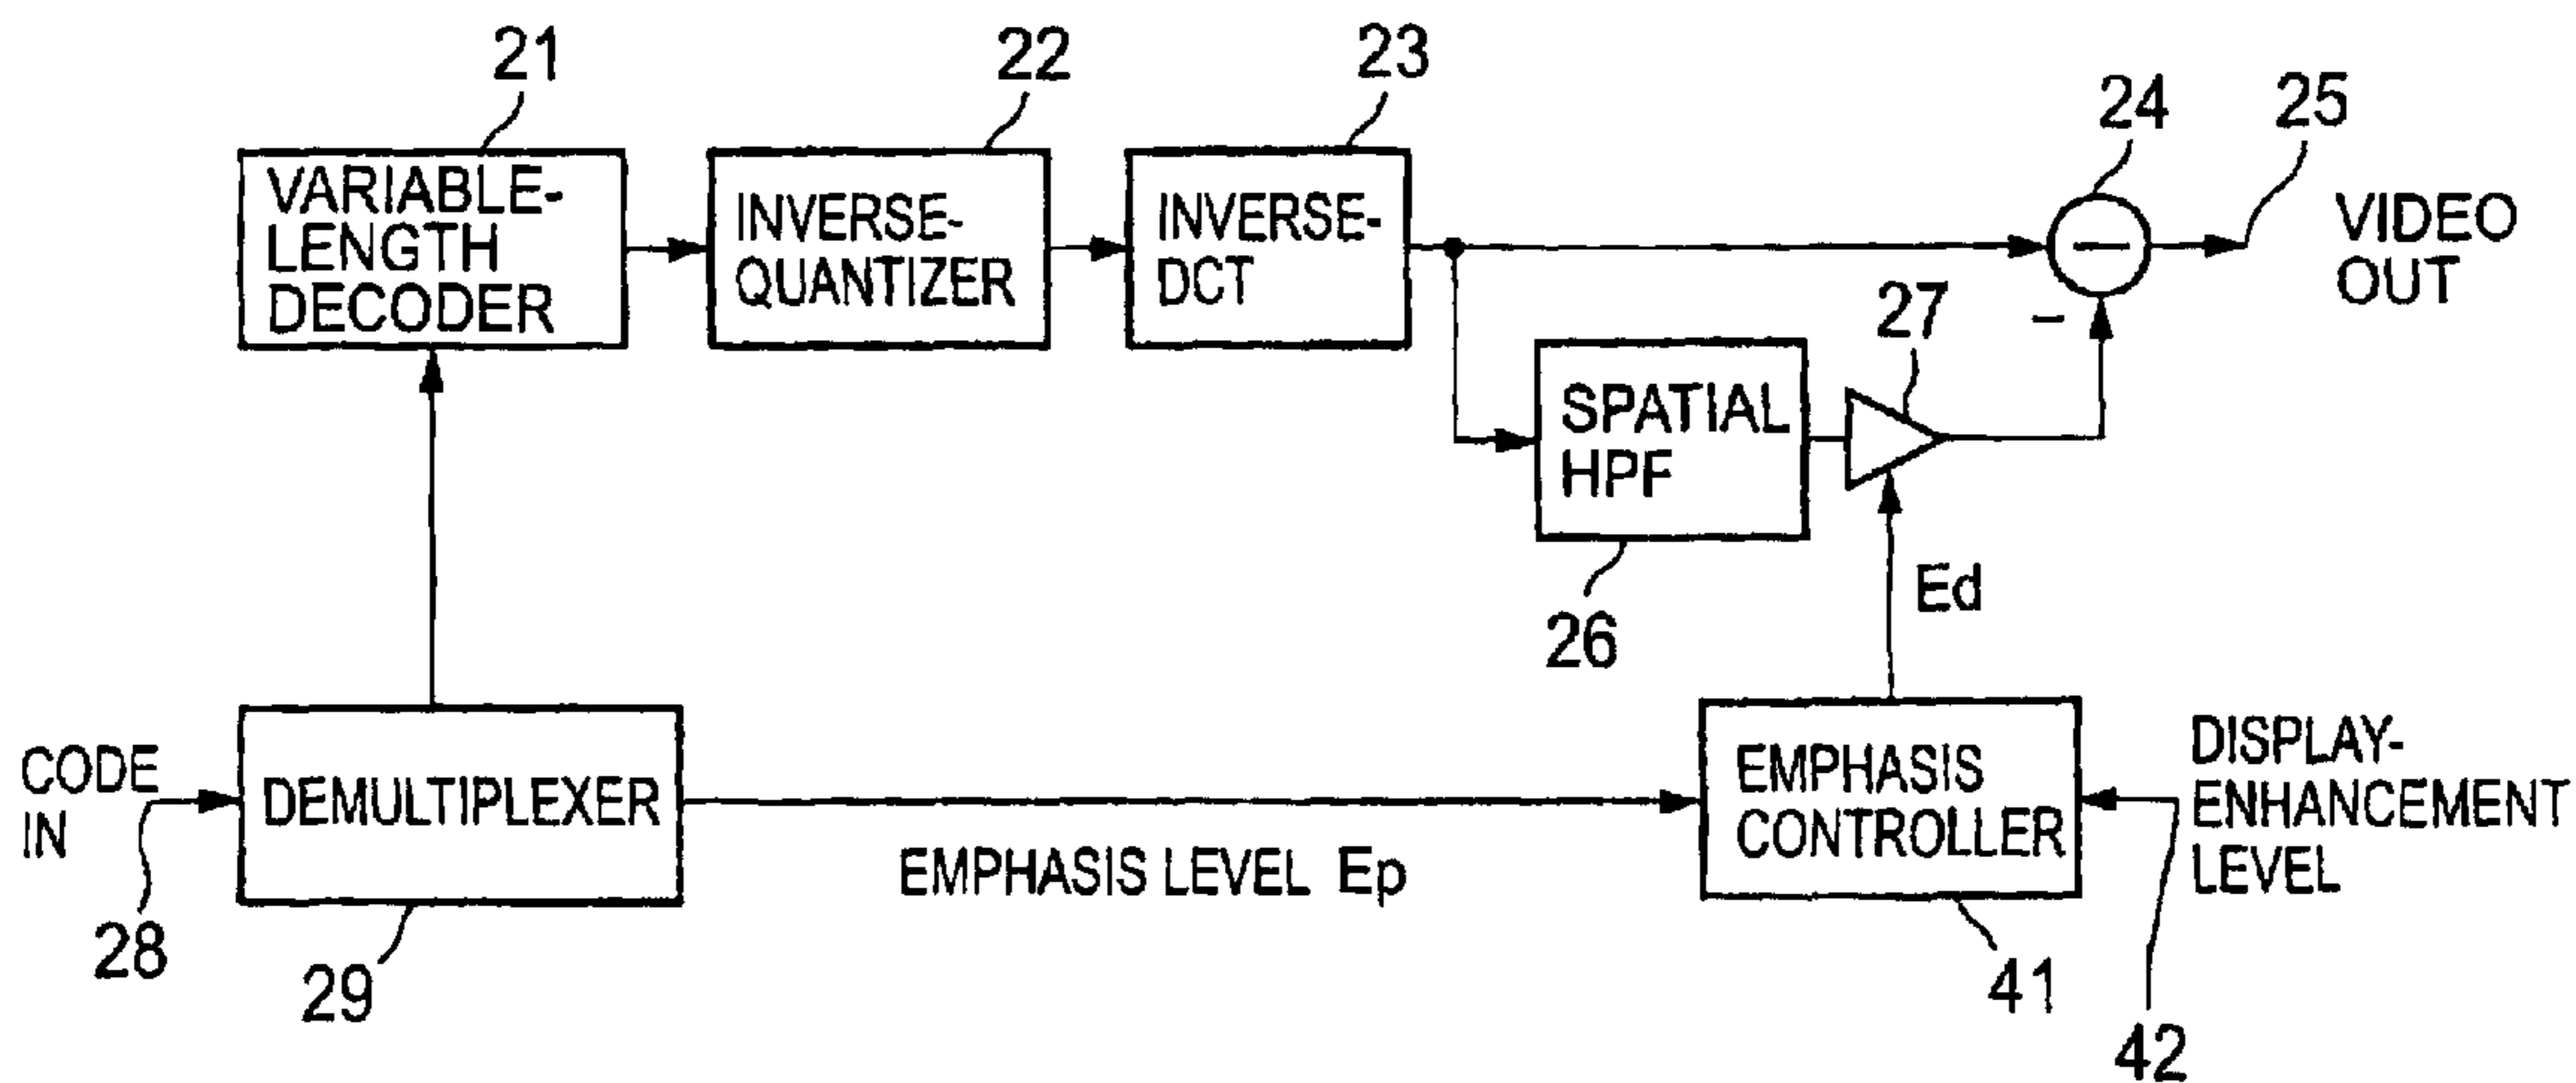 21
22
23
24
25
VARIABLE-
LENGTH
DECODER
INVERSE-
QUANTIZER
INVERSE-
DCT
−
VIDEO
OUT
−
27
SPATIAL
HPF
26
Ed
CODE
IN
28
DEMULTIPLEXER
29
EMPHASIS LEVEL Ep
EMPHASIS
CONTROLLER
41
DISPLAY-
ENHANCEMENT
LEVEL
42